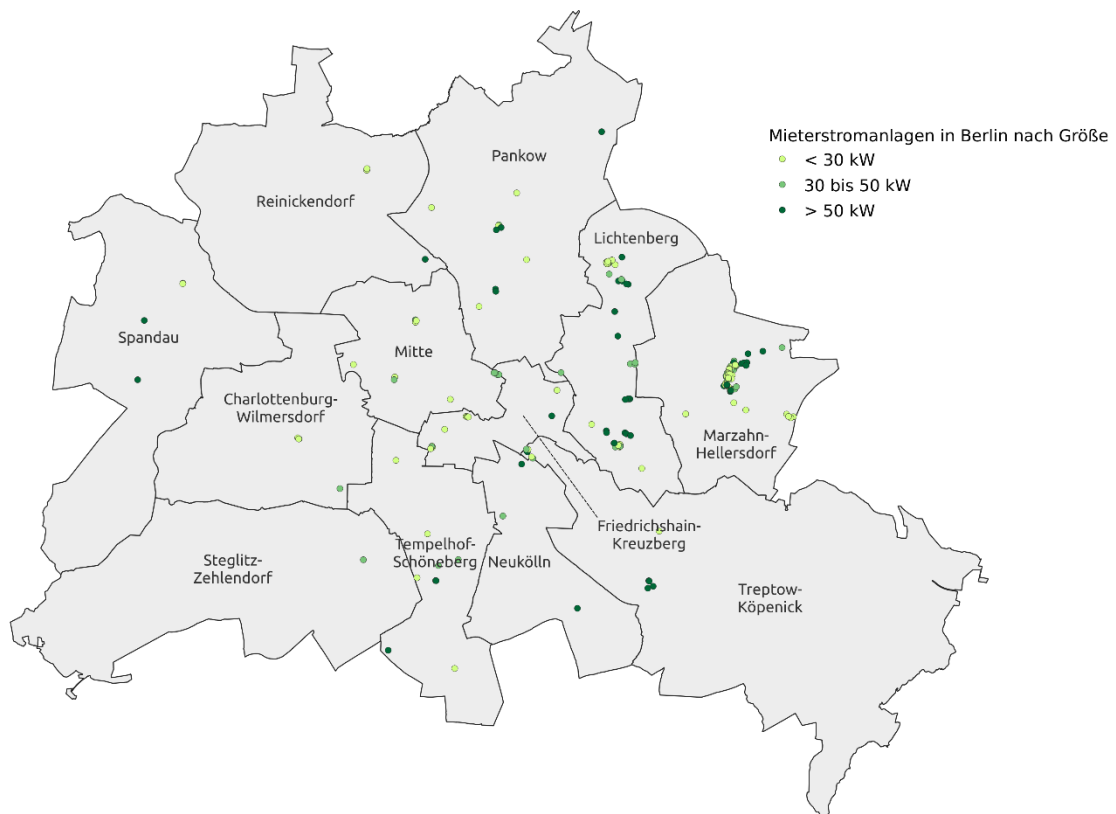 Mieterstromanlagen in Berlin nach Größe
< 30 kW
30 bis 50 kW
> 50 kW
Pankow
Reinickendorf
Lichtenberg
Spandau
Mitte
Charlottenburg-
Wilmersdorf
Marzahn-
Hellersdorf
Friedrichshain-
Kreuzberg
Tempelhof-
Schöneberg
Neukölln
Steglitz-
Zehlendorf
Treptow-
Köpenick